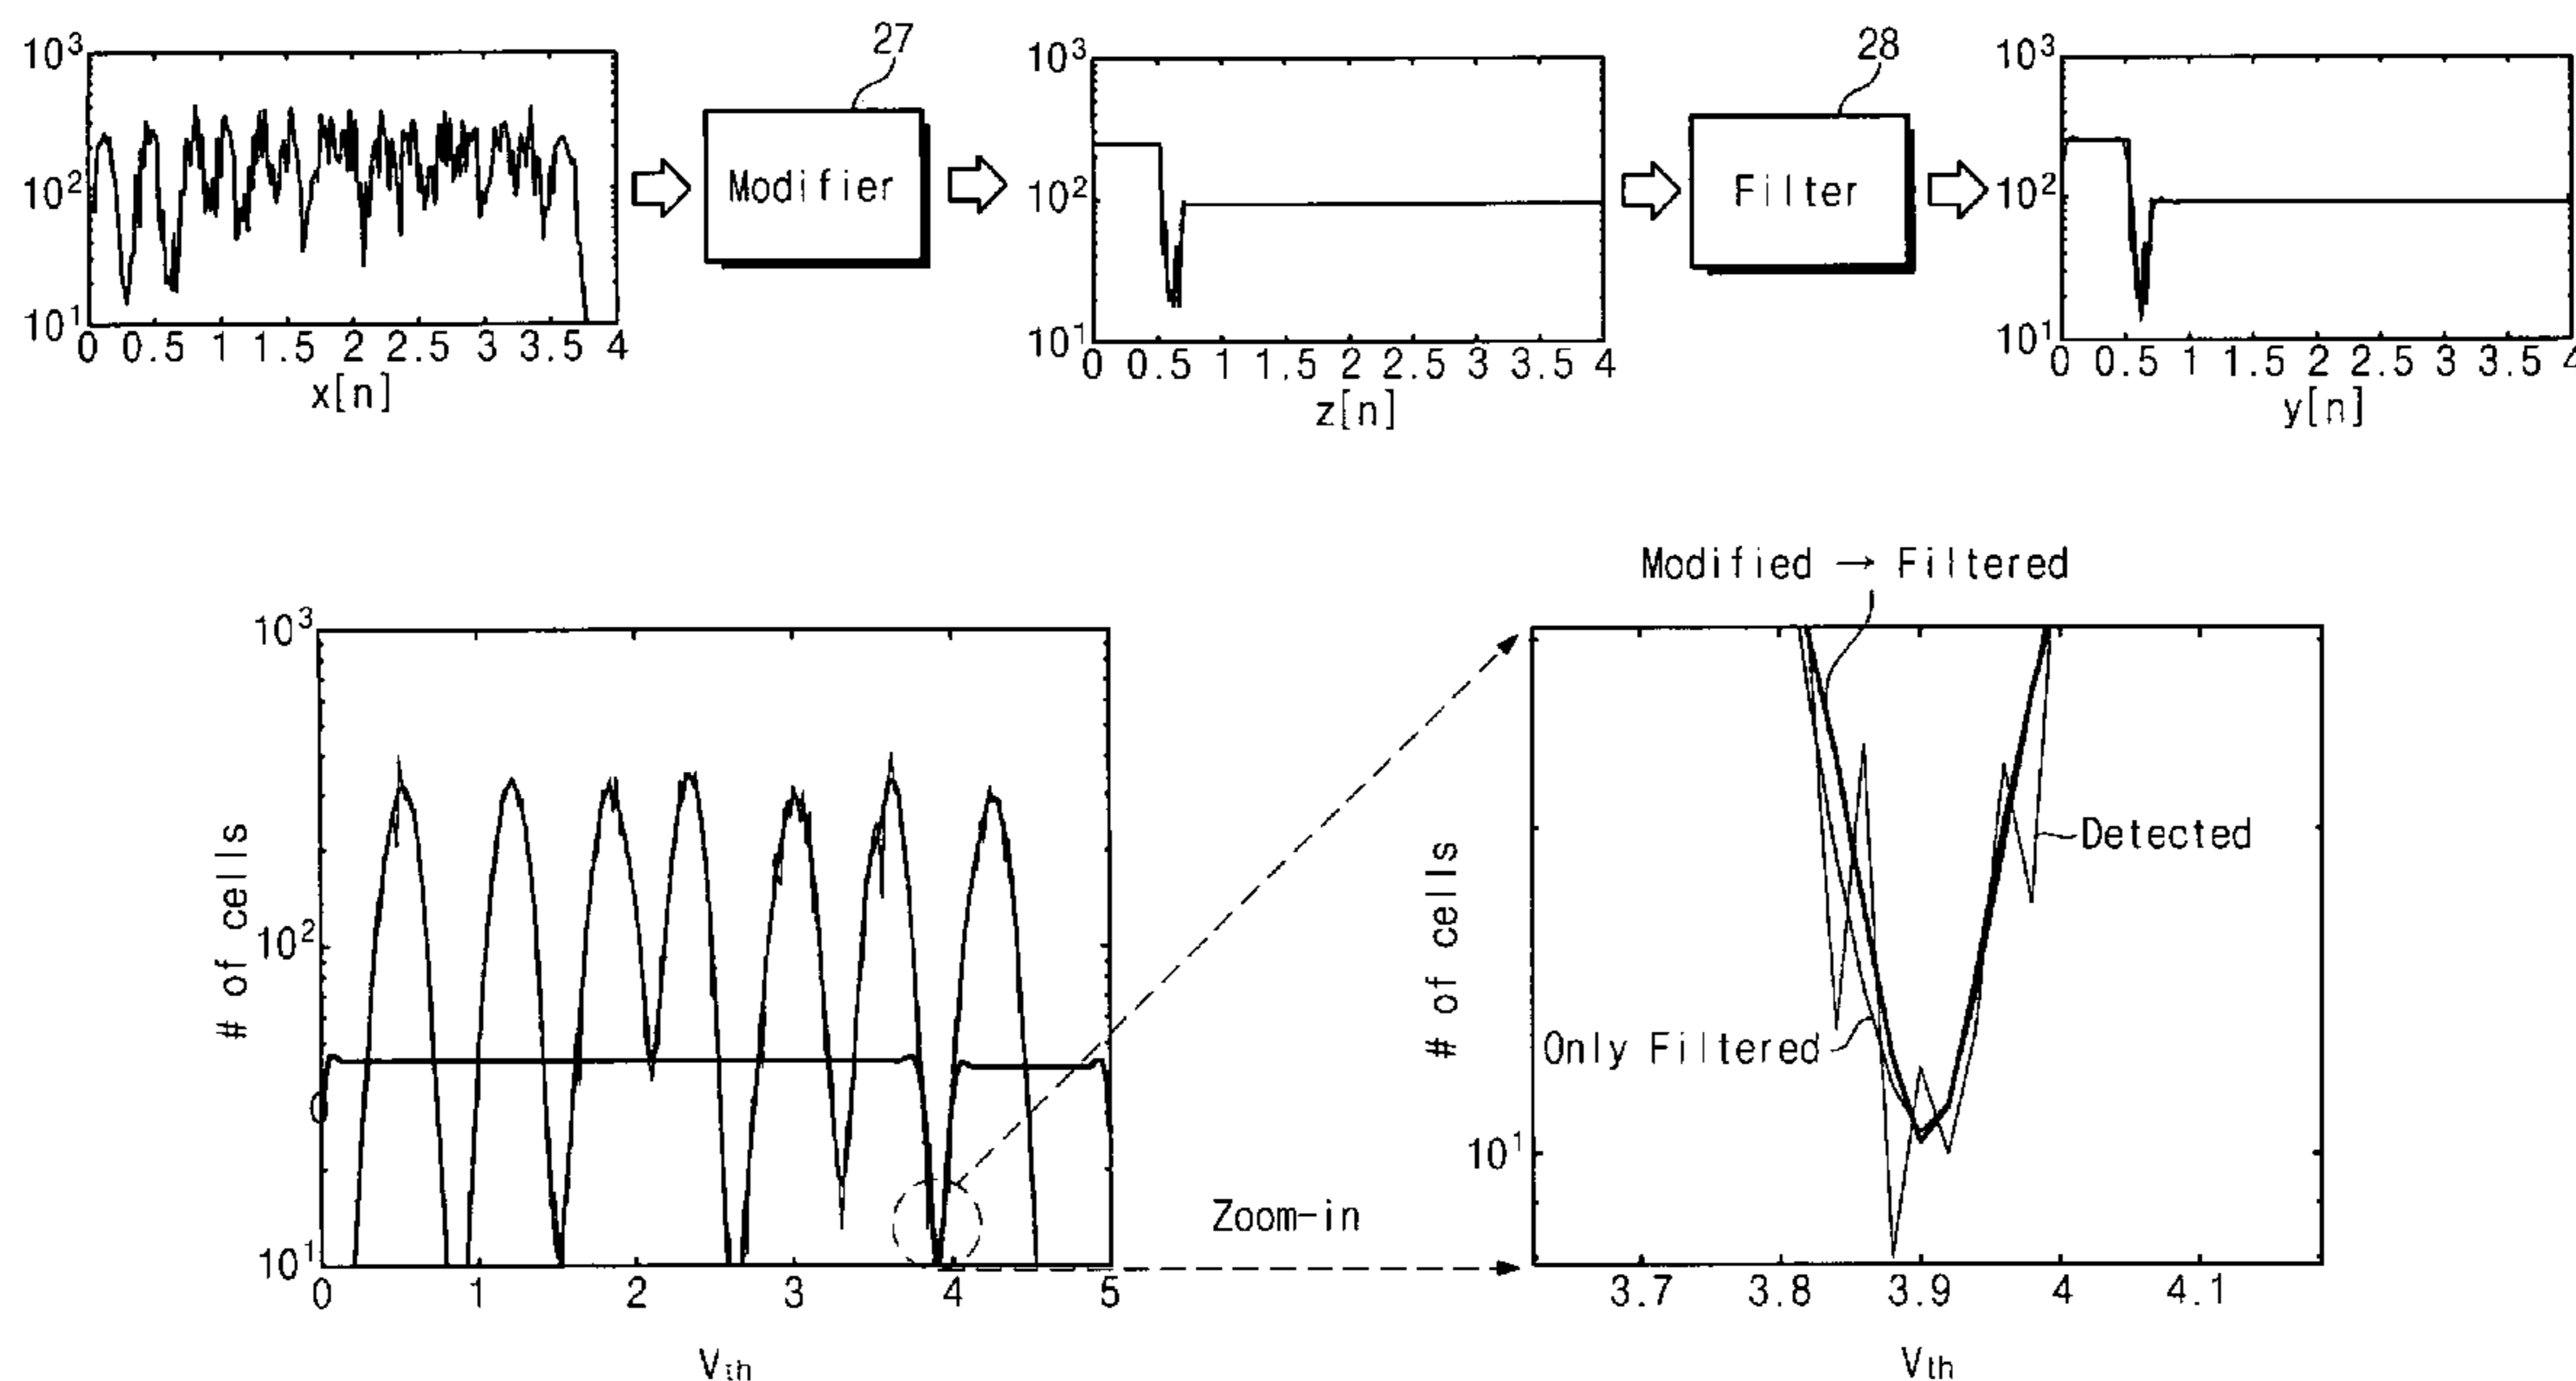 27
28
10³
10²
10¹
0 0.5 1 1.5 2 2.5 3 3.5 4
x[n]
Modifier
10³
10²
10¹
0 0.5 1 1.5 2 2.5 3 3.5 4
z[n]
Filter
10³
10²
10¹
0 0.5 1 1.5 2 2.5 3 3.5 4
y[n]
10³
10²
10¹
# of cells
0
0 1 2 3 4 5
Vth
Zoom-in
Modified → Filtered
Detected
Only Filtered
# of cells
10¹
3.7 3.8 3.9 4 4.1
Vth